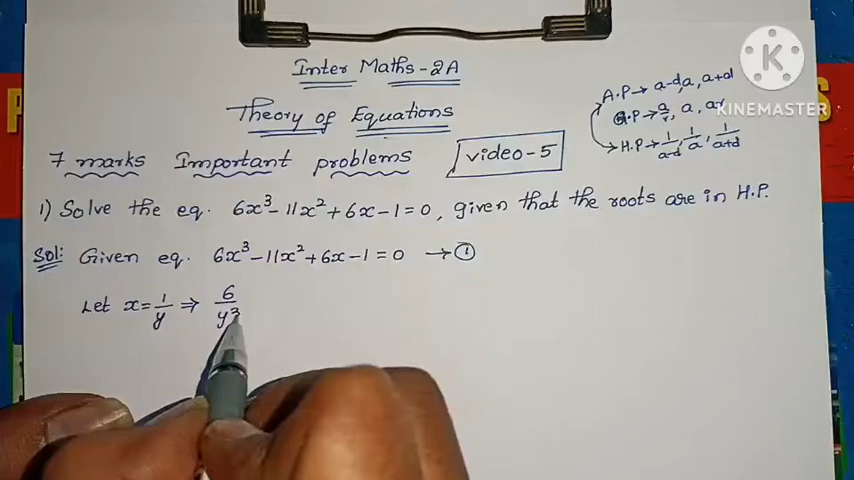 Inter Maths-2A
Theory of Equations
7 marks Important problems video-5
A.P → a-d, a, a+d
G.P → a/r, a, ar
H.P → 1/a-d, 1/a, 1/a+d
K
KINEMASTER
1) Solve the eq. 6x³-11x²+6x-1=0, given that the roots are in H.P.
Sol: Given eq. 6x³-11x²+6x-1=0 → ①
Let x=1/y ⇒ 6/y³